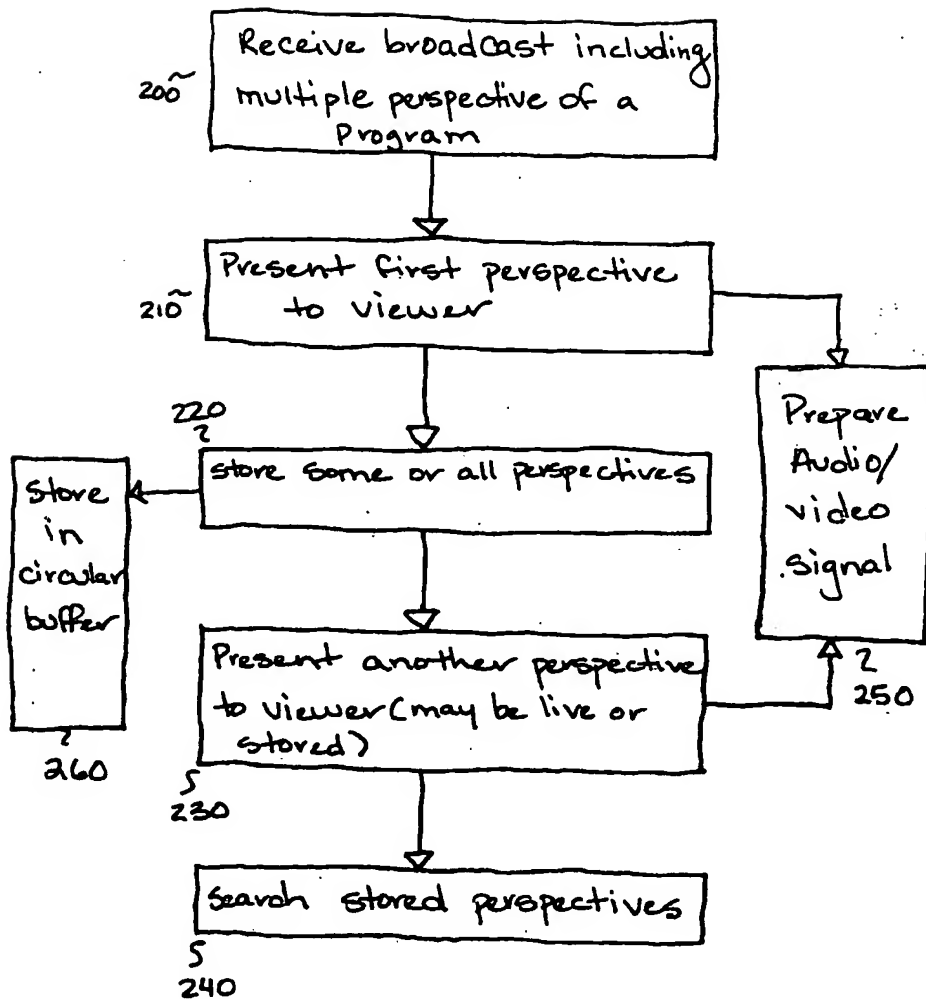 Receive broadcast including
200
multiple perspective of a
program
Present first perspective
210
to viewer
220
store some or all perspectives
Prepare
Audio/
video
signal
250
store
in
circular
buffer
260
Present another perspective
to viewer (may be live or
stored)
230
search stored perspectives
240